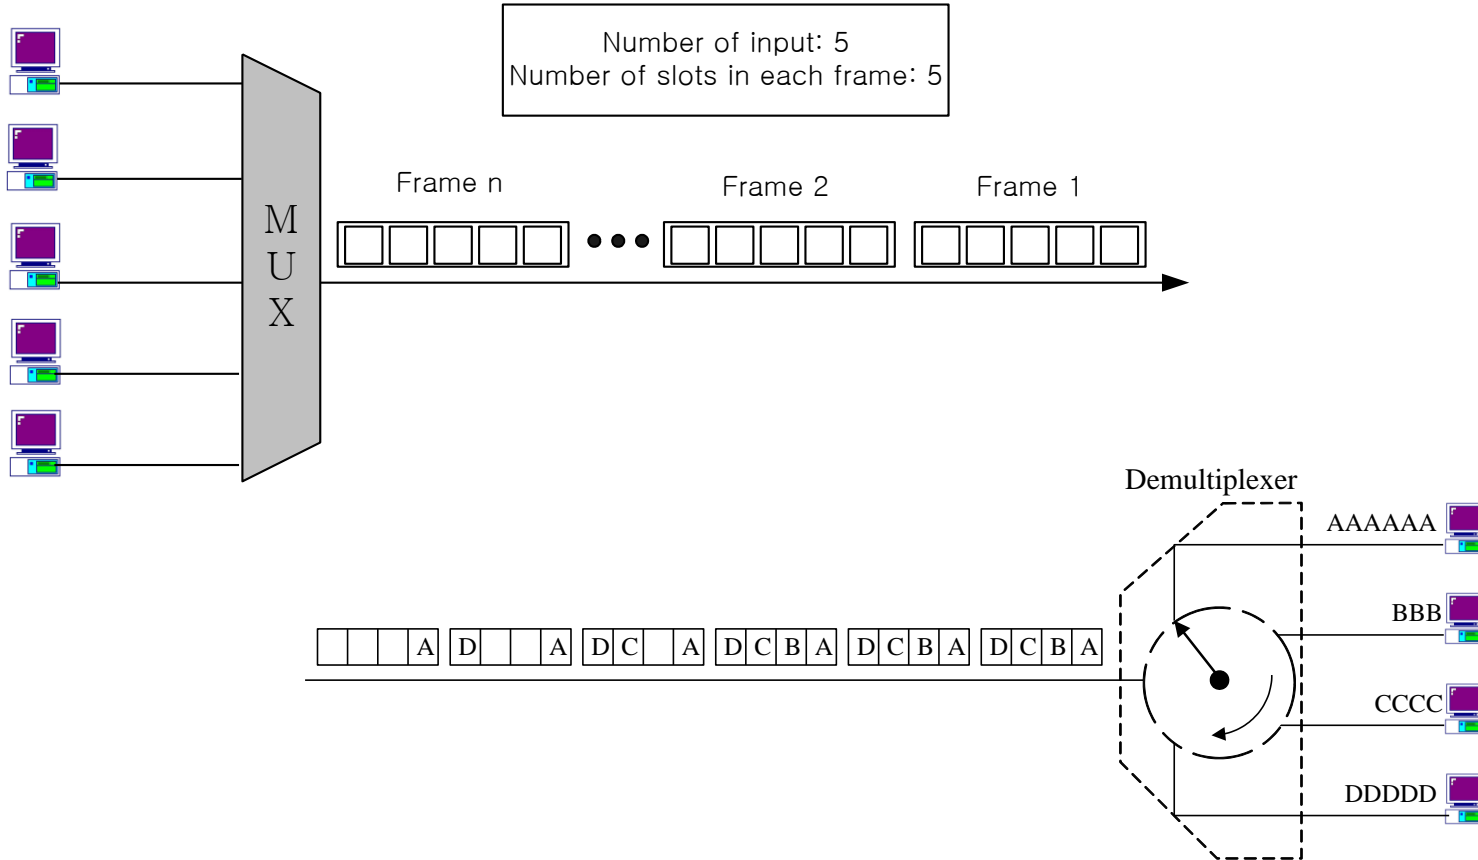 Number of input: 5
Number of slots in each frame: 5
Frame n
Frame 2
Frame 1
M
U
X
Demultiplexer
AAAAAA
BBB
A D A D C A D C B A D C B A D C B A
CCCC
DDDDD